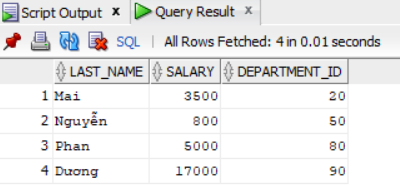 Script Output x Query Result x
SQL | All Rows Fetched: 4 in 0.01 seconds
LAST_NAME SALARY DEPARTMENT_ID
1 Mai 3500 20
2 Nguyễn 800 50
3 Phan 5000 80
4 Dương 17000 90